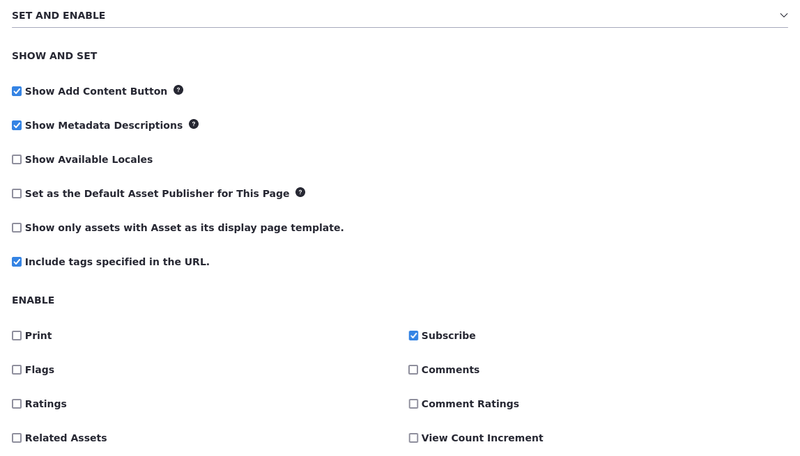 SET AND ENABLE
SHOW AND SET
Show Add Content Button ?
Show Metadata Descriptions ?
Show Available Locales
Set as the Default Asset Publisher for This Page ?
Show only assets with Asset as its display page template.
Include tags specified in the URL.
ENABLE
Print
Subscribe
Flags
Comments
Ratings
Comment Ratings
Related Assets
View Count Increment